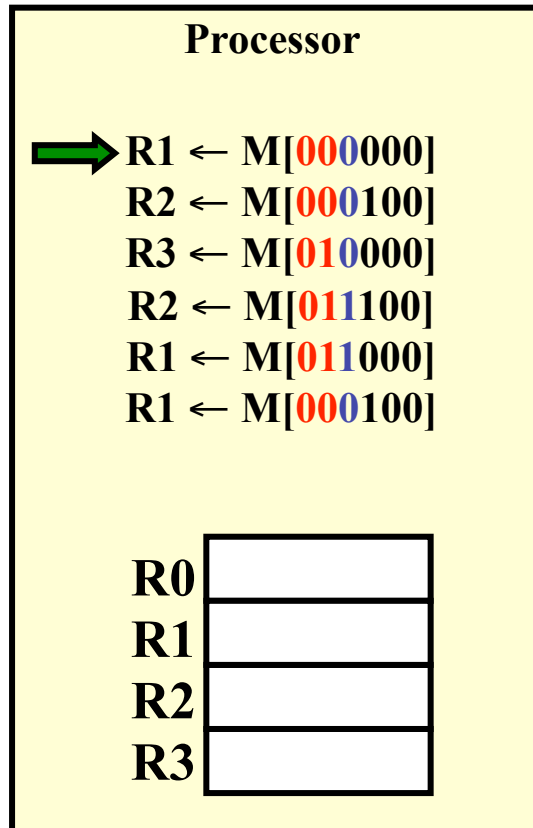 Processor
R1 ← M[000000]
R2 ← M[000100]
R3 ← M[010000]
R2 ← M[011100]
R1 ← M[011000]
R1 ← M[000100]
R0
R1
R2
R3